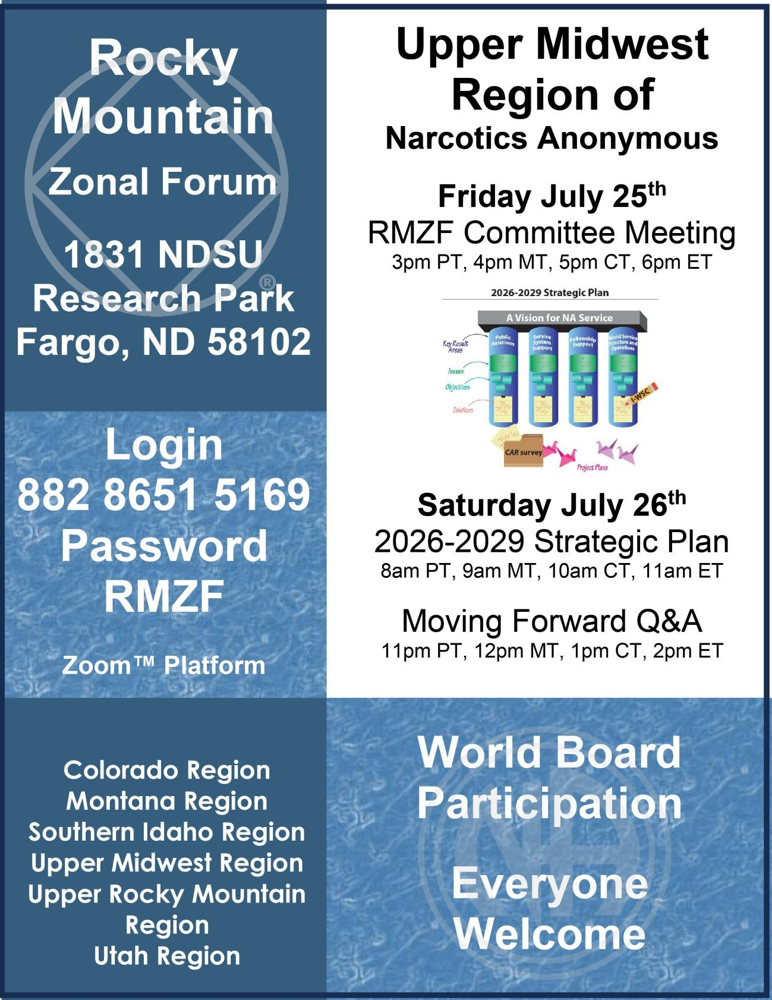 Rocky
Mountain
Zonal Forum
1831 NDSU
Research Park
Fargo, ND 58102
®
Login
882 8651 5169
Password
RMZF
Zoom™ Platform
Colorado Region
Montana Region
Southern Idaho Region
Upper Midwest Region
Upper Rocky Mountain
Region
Utah Region
Upper Midwest
Region of
Narcotics Anonymous
Friday July 25th
RMZF Committee Meeting
3pm PT, 4pm MT, 5pm CT, 6pm ET
2026-2029 Strategic Plan
A Vision for NA Service
Key Result
Areas
Issues
Objectives
Solutions
Public
Relations
Service
System
Support
Fellowship
Support
World Service
Structure and
Operations
I-WSC
CAR survey
Project Plans
Saturday July 26th
2026-2029 Strategic Plan
8am PT, 9am MT, 10am CT, 11am ET
Moving Forward Q&A
11pm PT, 12pm MT, 1pm CT, 2pm ET
World Board
Participation
Everyone
Welcome
NA
®